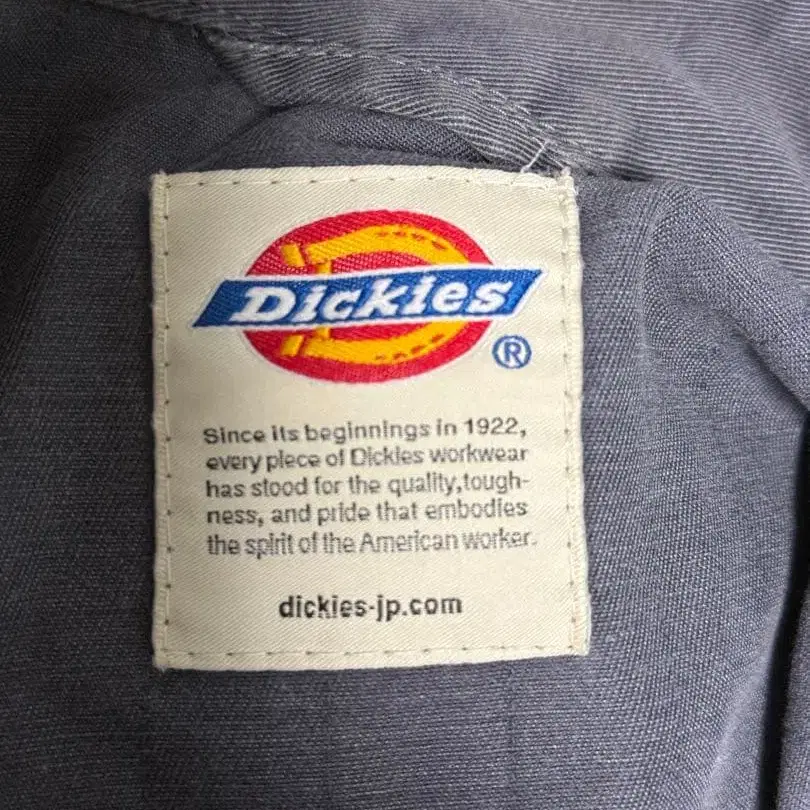 Dickies
®
Since its beginnings in 1922,
every piece of Dickies workwear
has stood for the quality,tough-
ness, and pride that embodies
the spirit of the American worker.
dickies-jp.com